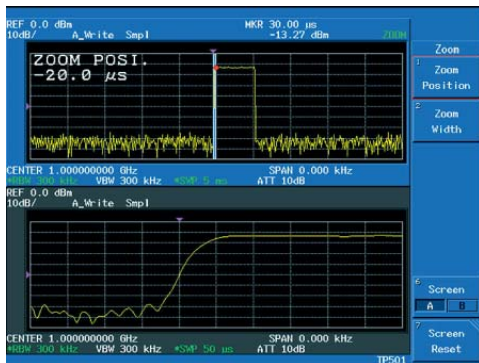 REF 0.0 dBm MKR 30.00 µs
10dB/ A_Write Smpl -13.27 dBm ZOOM
ZOOM POSI.
-20.0 µs
CENTER 1.000000000 GHz SPAN 0.000 kHz
*RBW 300 kHz VBW 300 kHz *SWP 5 ms ATT 10dB
REF 0.0 dBm
10dB/ A_Write Smpl
CENTER 1.000000000 GHz SPAN 0.000 kHz
*RBW 300 kHz VBW 300 kHz *SWP 50 µs ATT 10dB
TP501
Zoom
1 Zoom
Position
2 Zoom
Width
6 Screen
A B
7 Screen
Reset